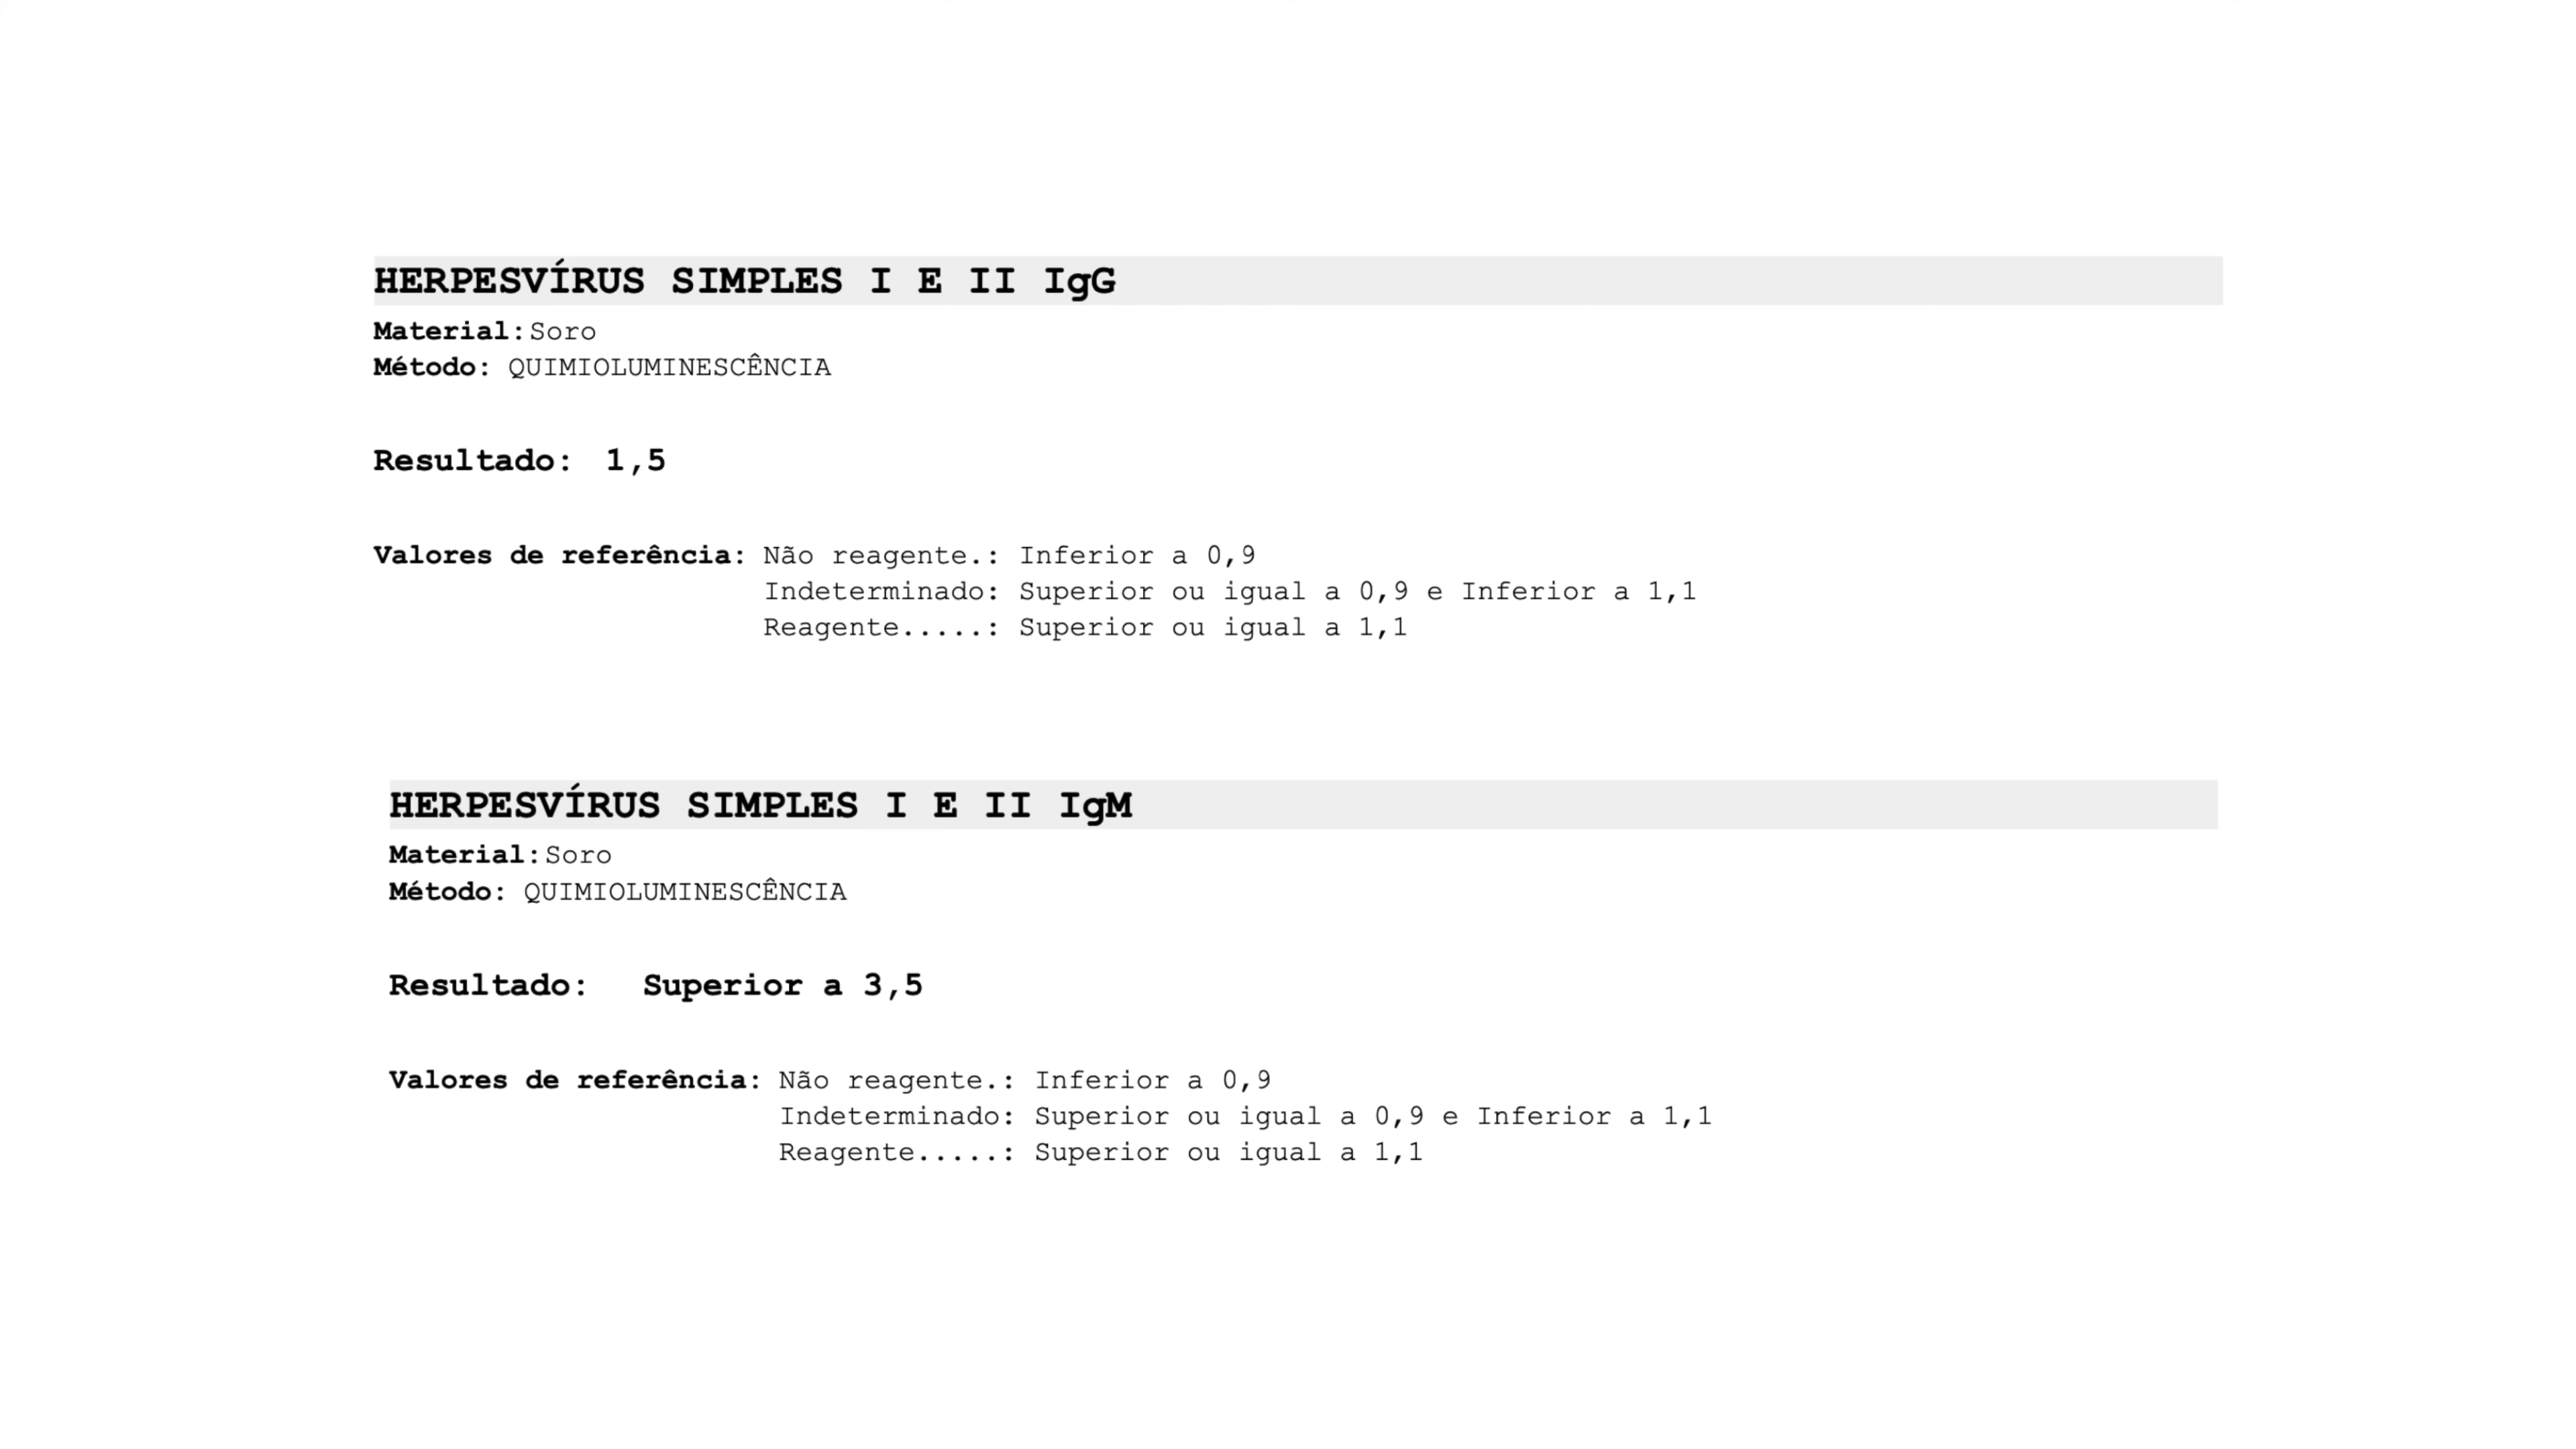 HERPESVÍRUS SIMPLES I E II IgG
Material:Soro
Método: QUIMIOLUMINESCÊNCIA
Resultado: 1,5
Valores de referência: Não reagente.: Inferior a 0,9
Indeterminado: Superior ou igual a 0,9 e Inferior a 1,1
Reagente.....: Superior ou igual a 1,1
HERPESVÍRUS SIMPLES I E II IgM
Material:Soro
Método: QUIMIOLUMINESCÊNCIA
Resultado: Superior a 3,5
Valores de referência: Não reagente.: Inferior a 0,9
Indeterminado: Superior ou igual a 0,9 e Inferior a 1,1
Reagente.....: Superior ou igual a 1,1